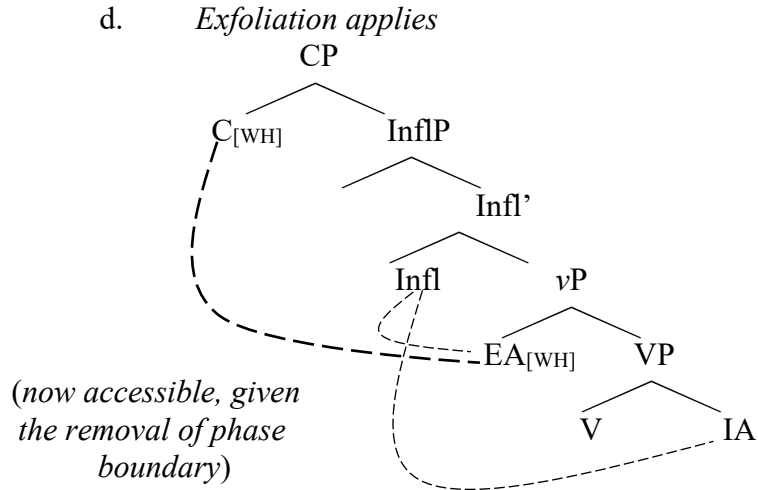 d. Exfoliation applies
CP
C[WH] InflP
Infl’
Infl vP
EA[WH] VP
(now accessible, given
the removal of phase
boundary)
V IA